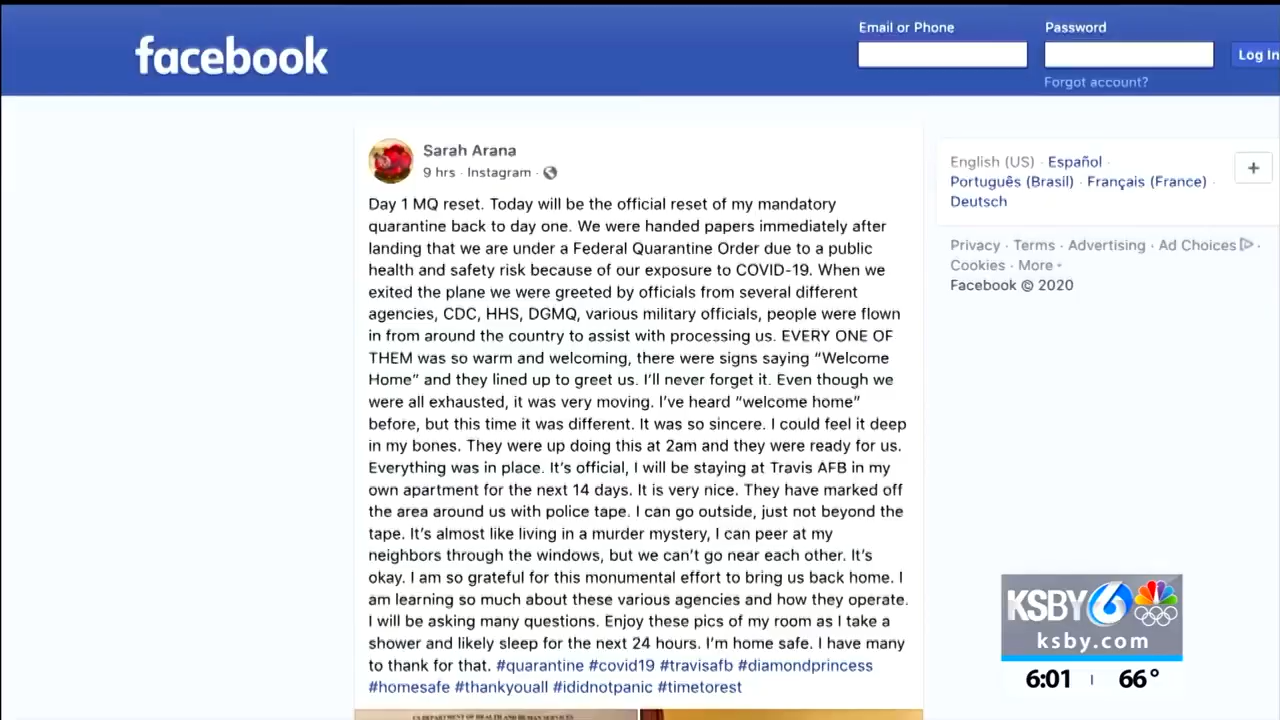 facebook
Email or Phone
Password
Log In
Forgot account?
Sarah Arana
9 hrs · Instagram ·
Day 1 MQ reset. Today will be the official reset of my mandatory
quarantine back to day one. We were handed papers immediately after
landing that we are under a Federal Quarantine Order due to a public
health and safety risk because of our exposure to COVID-19. When we
exited the plane we were greeted by officials from several different
agencies, CDC, HHS, DGMQ, various military officials, people were flown
in from around the country to assist with processing us. EVERY ONE OF
THEM was so warm and welcoming, there were signs saying “Welcome
Home” and they lined up to greet us. I’ll never forget it. Even though we
were all exhausted, it was very moving. I’ve heard “welcome home”
before, but this time it was different. It was so sincere. I could feel it deep
in my bones. They were up doing this at 2am and they were ready for us.
Everything was in place. It’s official, I will be staying at Travis AFB in my
own apartment for the next 14 days. It is very nice. They have marked off
the area around us with police tape. I can go outside, just not beyond the
tape. It’s almost like living in a murder mystery, I can peer at my
neighbors through the windows, but we can’t go near each other. It’s
okay. I am so grateful for this monumental effort to bring us back home. I
am learning so much about these various agencies and how they operate.
I will be asking many questions. Enjoy these pics of my room as I take a
shower and likely sleep for the next 24 hours. I’m home safe. I have many
to thank for that. #quarantine #covid19 #travisafb #diamondprincess
#homesafe #thankyouall #ididnotpanic #timetorest
US DEPARTMENT OF HEALTH AND HUMAN SERVICES
English (US) · Español ·
Português (Brasil) · Français (France) ·
Deutsch
+
Privacy · Terms · Advertising · Ad Choices ·
Cookies · More
Facebook © 2020
KSBY 6
ksby.com
6:01 66°